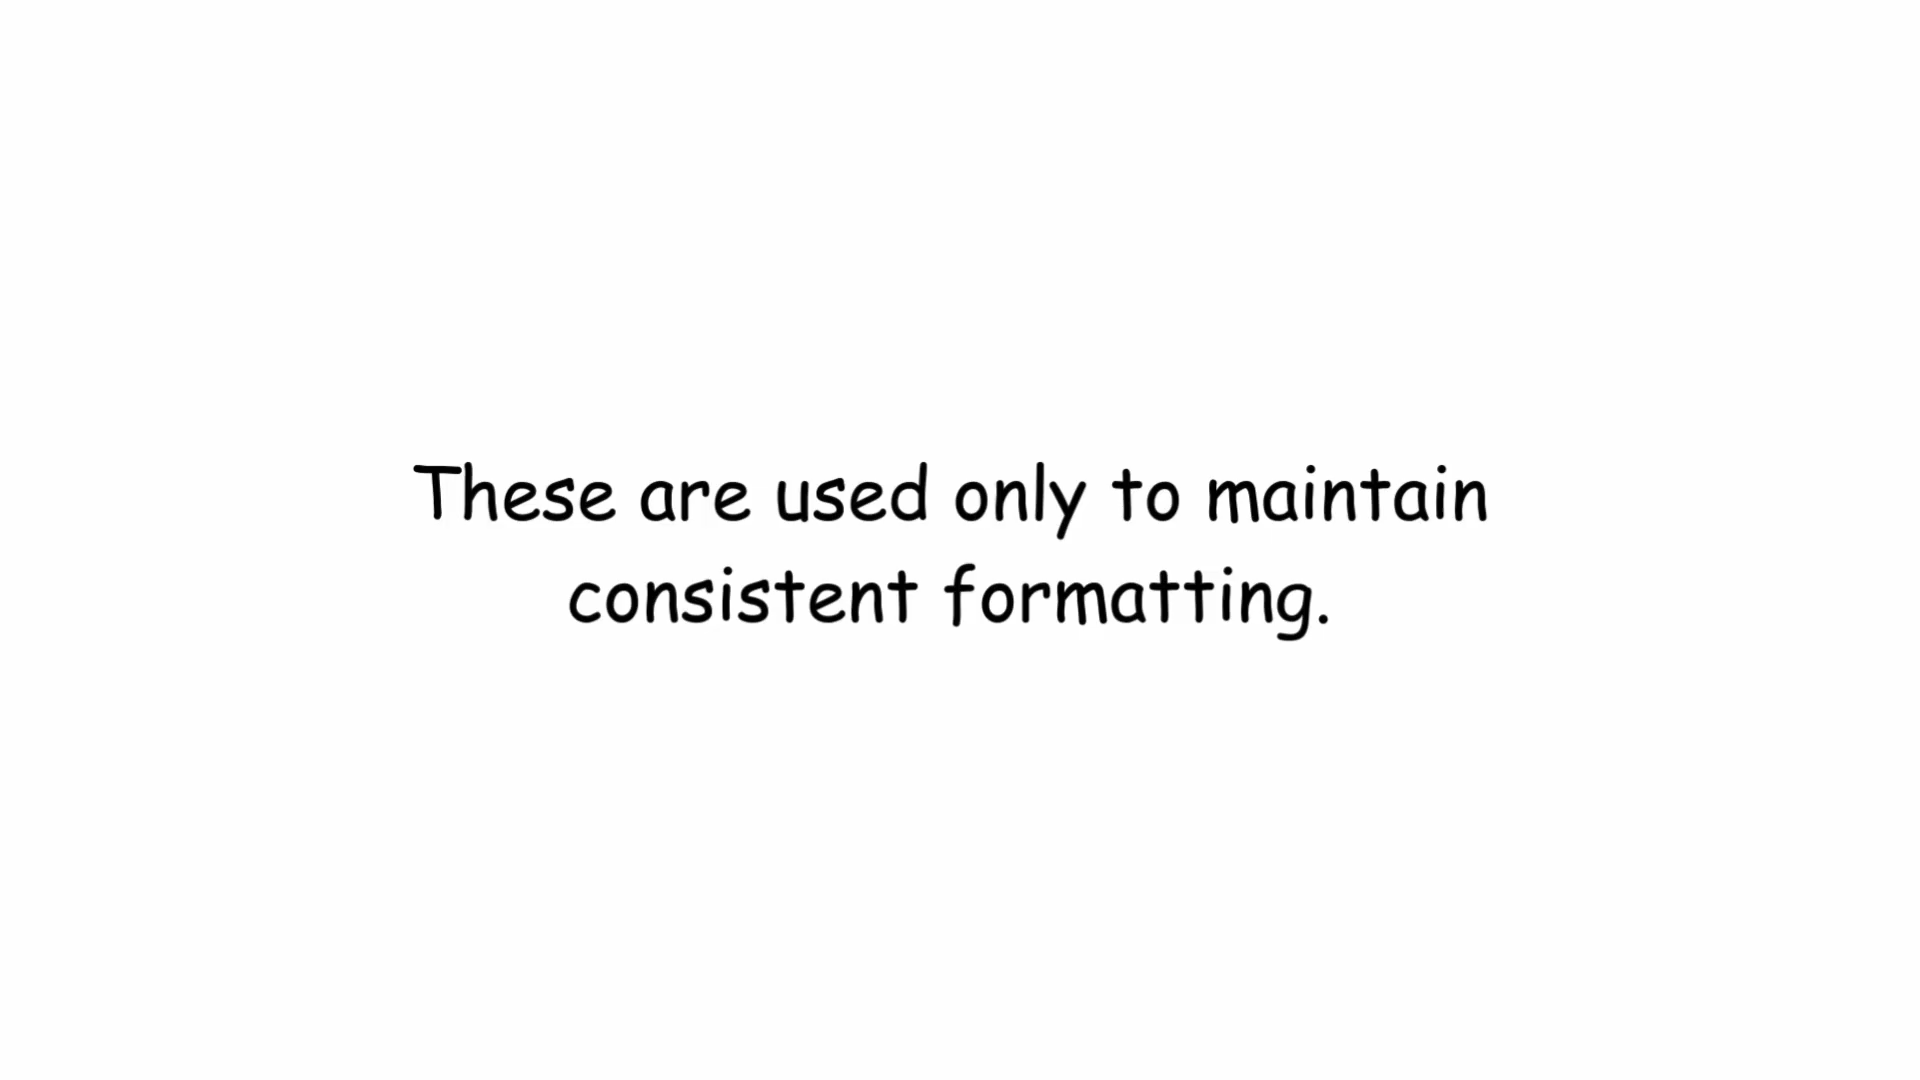 These are used only to maintain
consistent formatting.